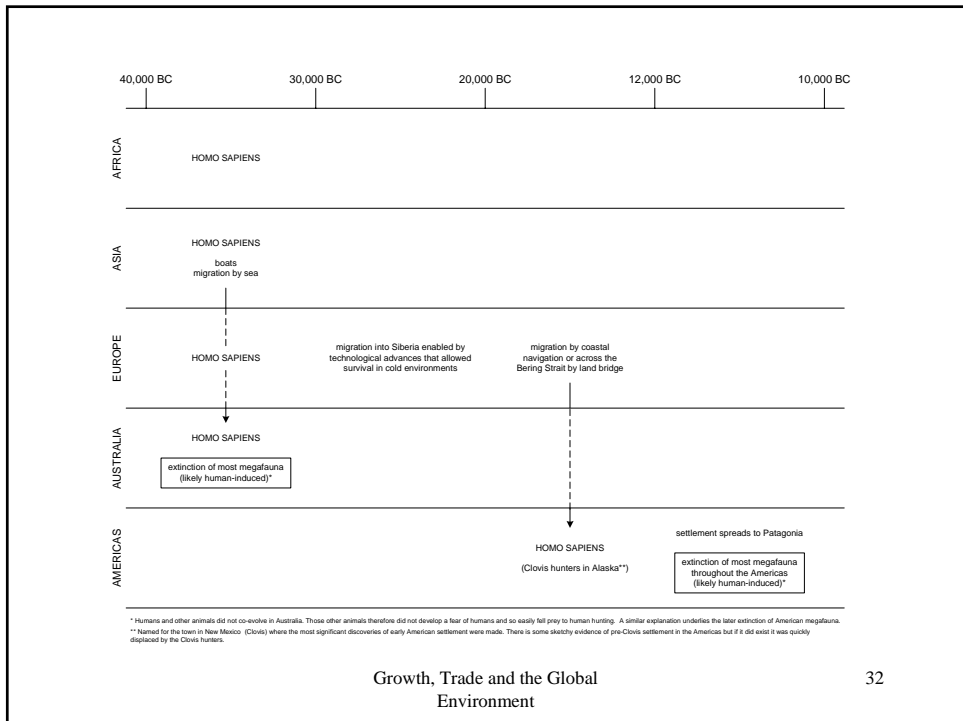 40,000 BC 30,000 BC 20,000 BC 12,000 BC 10,000 BC
AFRICA
HOMO SAPIENS
ASIA
HOMO SAPIENS
boats
migration by sea
EUROPE
HOMO SAPIENS
migration into Siberia enabled by
technological advances that allowed
survival in cold environments
migration by coastal
navigation or across the
Bering Strait by land bridge
AUSTRALIA
HOMO SAPIENS
extinction of most megafauna
(likely human-induced)*
AMERICAS
HOMO SAPIENS
(Clovis hunters in Alaska**)
settlement spreads to Patagonia
extinction of most megafauna
throughout the Americas
(likely human-induced)*
* Humans and other animals did not co-evolve in Australia. Those other animals therefore did not develop a fear of humans and so easily fell prey to human hunting. A similar explanation underlies the later extinction of American megafauna.
** Named for the town in New Mexico (Clovis) where the most significant discoveries of early American settlement were made. There is some sketchy evidence of pre-Clovis settlement in the Americas but if it did exist it was quickly
displaced by the Clovis hunters.
Growth, Trade and the Global
Environment
32